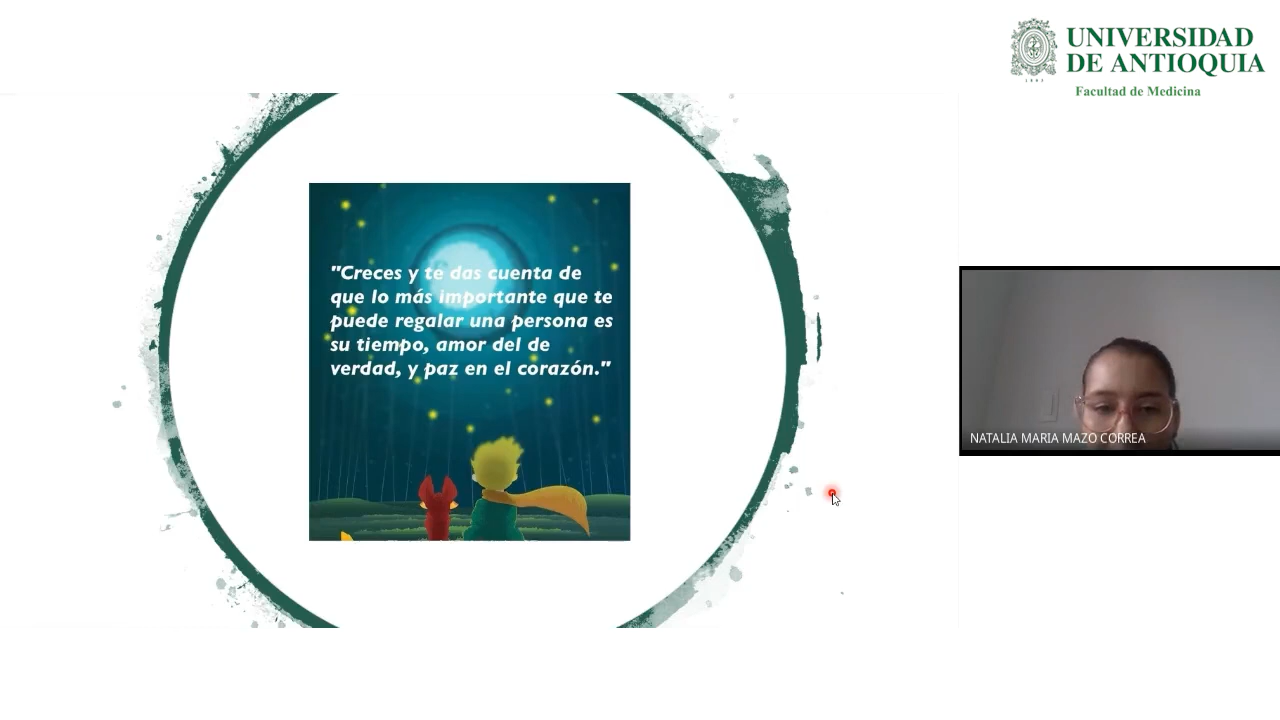 UNIVERSIDAD
DE ANTIOQUIA
Facultad de Medicina
1803
"Creces y te das cuenta de
que lo más importante que te
puede regalar una persona es
su tiempo, amor del de
verdad, y paz en el corazón."
NATALIA MARIA MAZO CORREA